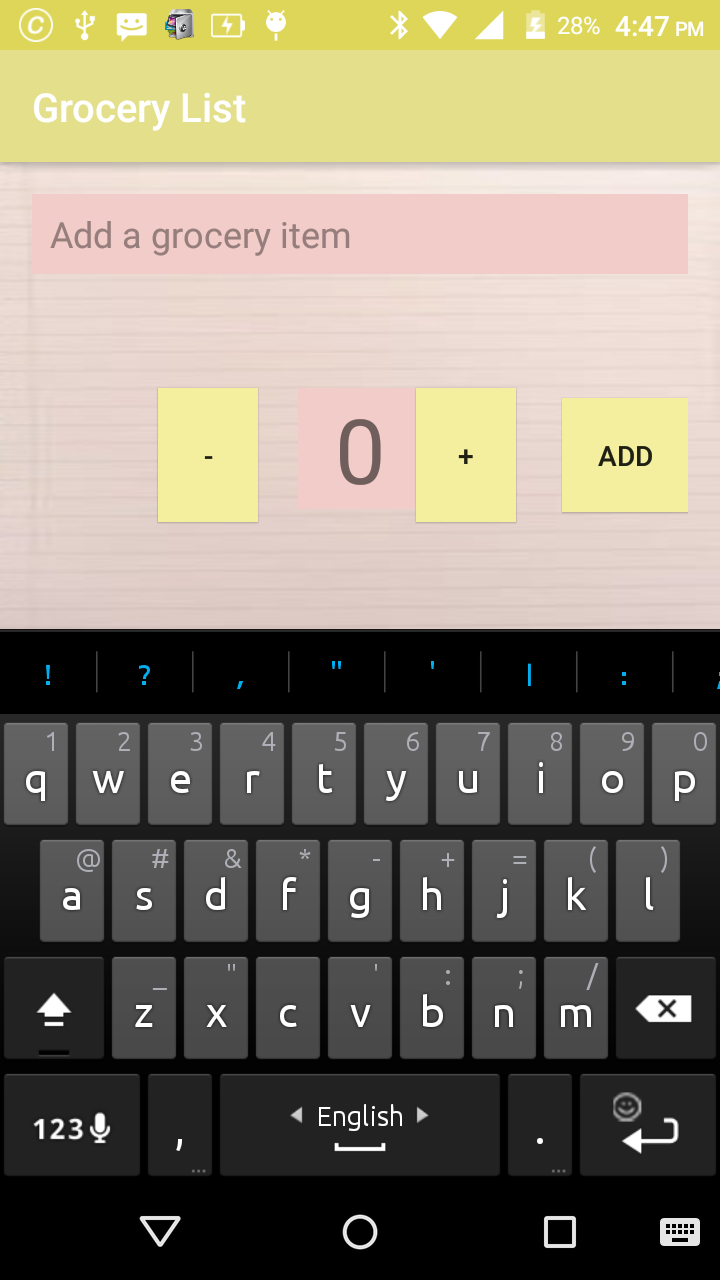 28% 4:47 PM
Grocery List
Add a grocery item
- 0 + ADD
! ? , " ' | : ;
1 2 3 4 5 6 7 8 9 0
q w e r t y u i o p
@ # & * - + = ( )
a s d f g h j k l
_ " ' : ; /
z x c v b n m
123 , English .
... ...